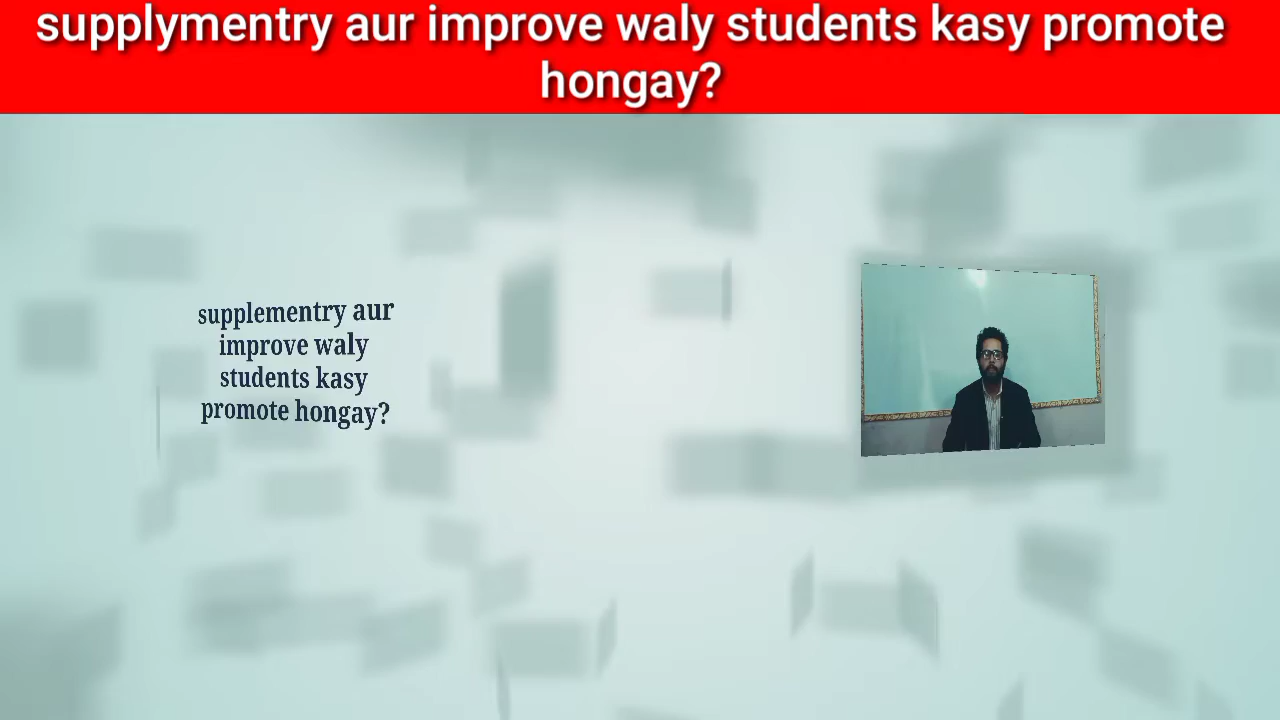 supplymentry aur improve waly students kasy promote
hongay?
supplementry aur
improve waly
students kasy
promote hongay?